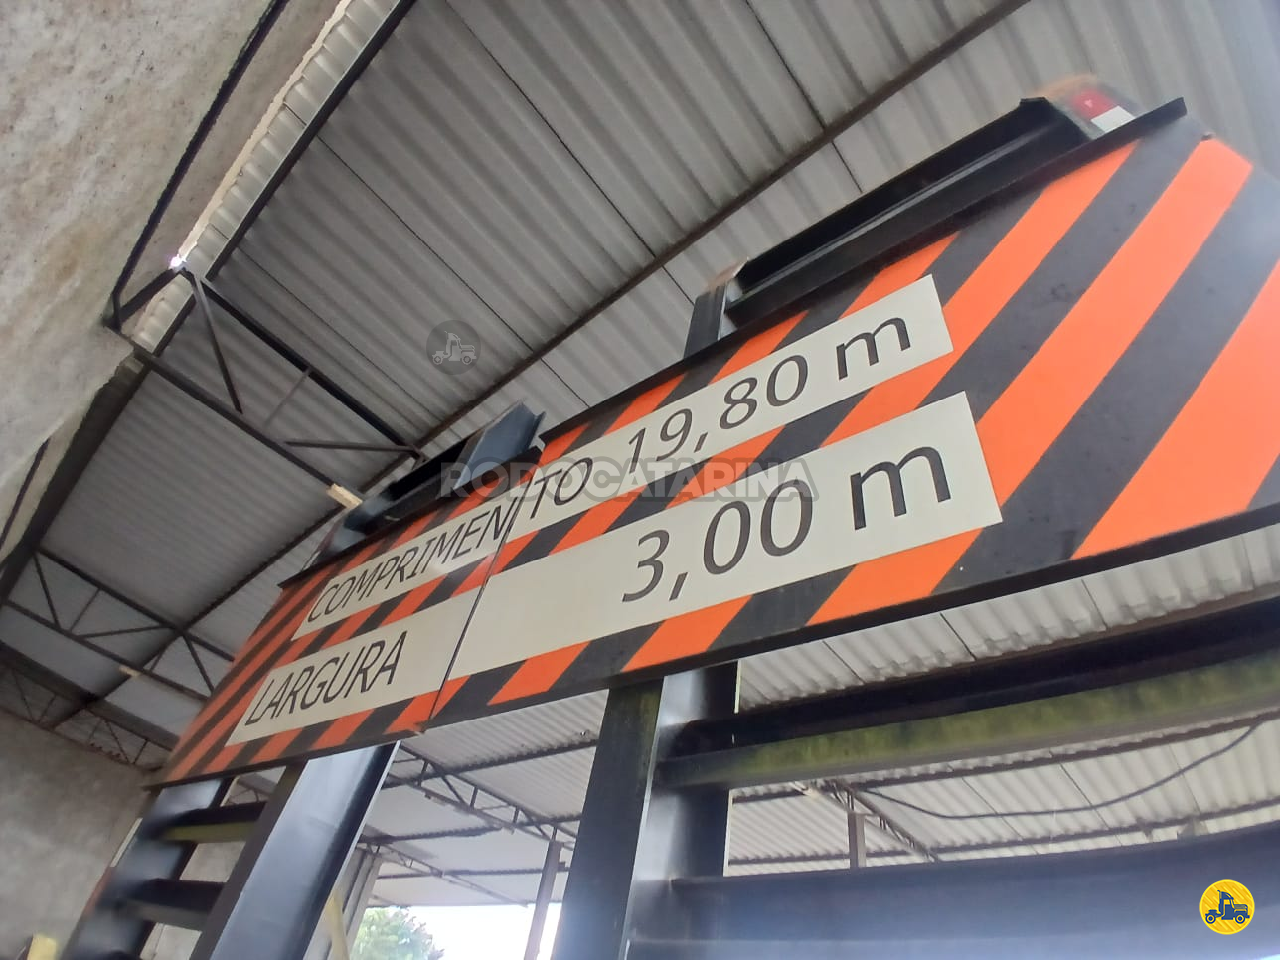 COMPRIMENTO 19,80 m
LARGURA 3,00 m
RODOCATARINA